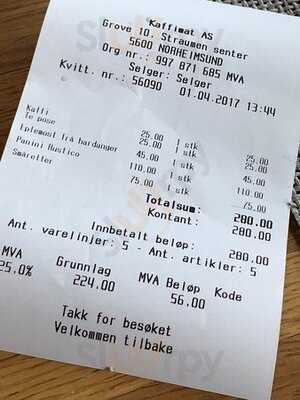 Kaffimat AS
Grove 10. Straumen senter
5600 NORHEIMSUND
Org nr.: 997 871 685 MVA
Selger: Selger
Kvitt. nr.: 56090 01.04.2017 13:44
Kaffi 25.00 1 stk 25.00
Te pose 25.00 1 stk 25.00
Iplemost frå hardanger 45.00 1 stk 45.00
Panini Rustico 110.00 1 stk 110.00
Småretter 75.00 1 stk 75.00
Totalsum: 280.00
Kontant: 280.00
Innbetalt beløp: 280.00
Ant. varelinjer: 5 - Ant. artikler: 5
MVA Grunnlag MVA Beløp Kode
25.0% 224.00 56.00
Takk for besøket
Velkommen tilbake